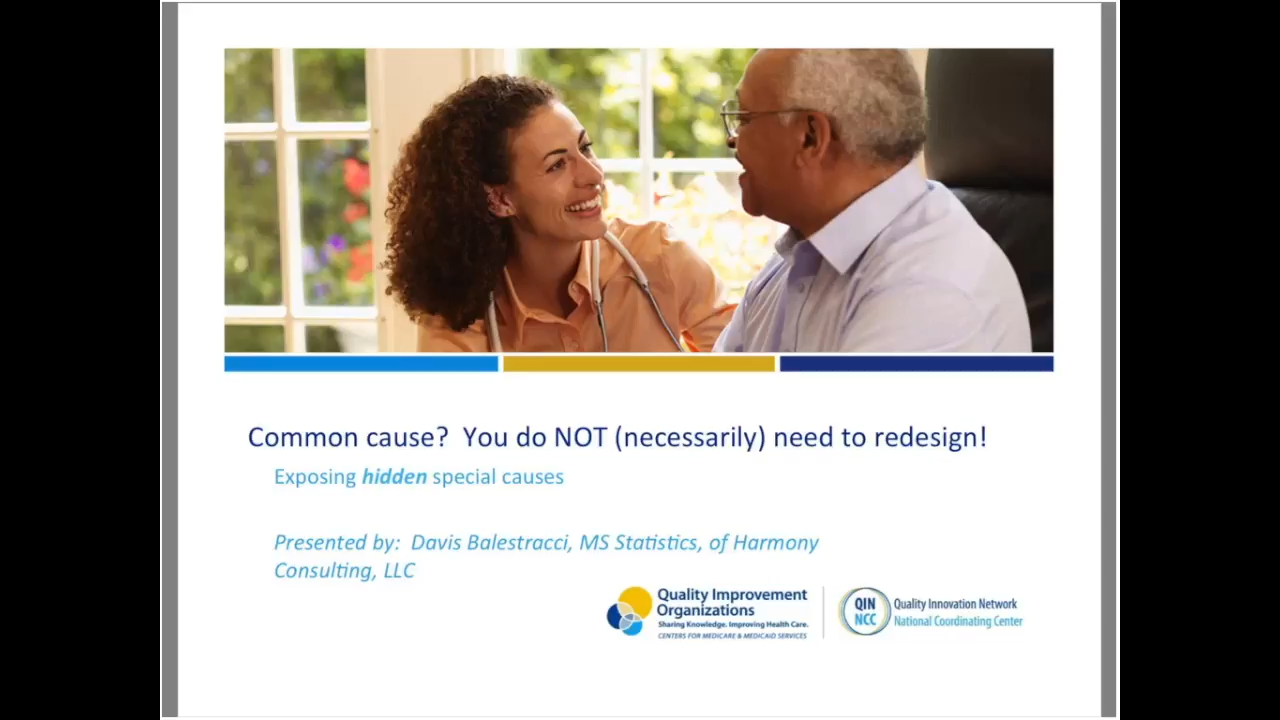 Common cause?  You do NOT (necessarily) need to redesign!
Exposing hidden special causes
Presented by:  Davis Balestracci, MS Statistics, of Harmony
Consulting, LLC
Quality Improvement
Organizations
Sharing Knowledge. Improving Health Care.
CENTERS FOR MEDICARE & MEDICAID SERVICES
QIN
NCC
Quality Innovation Network
National Coordinating Center